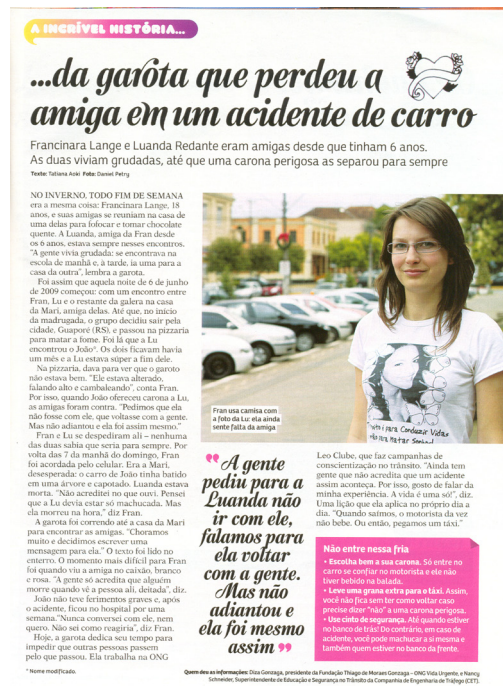 A INCRÍVEL HISTÓRIA...
...da garota que perdeu a
amiga em um acidente de carro
Francinara Lange e Luanda Redante eram amigas desde que tinham 6 anos.
As duas viviam grudadas, até que uma carona perigosa as separou para sempre
Texto: Tatiana Aoki Foto: Daniel Petry
NO INVERNO, TODO FIM DE SEMANA
era a mesma coisa: Francinara Lange, 18
anos, e suas amigas se reuniam na casa de
uma delas para fofocar e tomar chocolate
quente. A Luanda, amiga da Fran desde
os 6 anos, estava sempre nesses encontros.
"A gente vivia grudada: se encontrava na
escola de manhã e, à tarde, ia uma para a
casa da outra", lembra a garota.
Foi assim que aquela noite de 6 de junho
de 2009 começou: com um encontro entre
Fran, Lu e o restante da galera na casa
da Mari, amiga delas. Até que, no início
da madrugada, o grupo decidiu sair pela
cidade, Guaporé (RS), e passou na pizzaria
para matar a fome. Foi lá que a Lu
encontrou o João*. Os dois ficavam havia
um mês e a Lu estava súper a fim dele.
Na pizzaria, dava para ver que o garoto
não estava bem. "Ele estava alterado,
falando alto e cambaleando", conta Fran.
Por isso, quando João ofereceu carona a Lu,
as amigas foram contra. "Pedimos que ela
não fosse com ele, que voltasse com a gente.
Mas não adiantou e ela foi assim mesmo."
Fran e Lu se despediram ali – nenhuma
das duas sabia que seria para sempre. Por
volta das 7 da manhã do domingo, Fran
foi acordada pelo celular. Era a Mari,
desesperada: o carro de João tinha batido
em uma árvore e capotado. Luanda estava
morta. "Não acreditei no que ouvi. Pensei
que a Lu devia estar só machucada. Mas
ela morreu na hora," diz Fran.
A garota foi correndo até a casa da Mari
para encontrar as amigas. "Choramos
muito e decidimos escrever uma
mensagem para ela." O texto foi lido no
enterro. O momento mais difícil para Fran
foi quando viu a amiga no caixão, branco
e rosa. "A gente só acredita que alguém
morre quando vê a pessoa ali, deitada", diz.
João não teve ferimentos graves e, após
o acidente, ficou no hospital por uma
semana."Nunca conversei com ele, nem
quero. Não sei como reagiria", diz Fran.
Hoje, a garota dedica seu tempo para
impedir que outras pessoas passem
pelo que passou. Ela trabalha na ONG
* Nome modificado.
Fran usa camisa com
a foto da Lu: ela ainda
sente falta da amiga
"A gente
pediu para a
Luanda não
ir com ele,
falamos para
ela voltar
com a gente.
Mas não
adiantou e
ela foi mesmo
assim"
Leo Clube, que faz campanhas de
conscientização no trânsito. "Ainda tem
gente que não acredita que um acidente
assim aconteça. Por isso, gosto de falar da
minha experiência. A vida é uma só!", diz.
Uma lição que ela aplica no próprio dia a
dia. "Quando saímos, o motorista da vez
não bebe. Ou então, pegamos um táxi."
Não entre nessa fria
• Escolha bem a sua carona. Só entre no
carro se confiar no motorista e ele não
tiver bebido na balada.
• Leve uma grana extra para o táxi. Assim,
você não fica sem ter como voltar caso
precise dizer "não" a uma carona perigosa.
• Use cinto de segurança. Até quando estiver
no banco de trás! Do contrário, em caso de
acidente, você pode machucar a si mesma e
também quem estiver no banco da frente.
Quem deu as informações: Diza Gonzaga, presidente da Fundação Thiago de Moraes Gonzaga – ONG Vida Urgente, e Nancy
Schneider, Superintendente de Educação e Segurança no Trânsito da Companhia de Engenharia de Tráfego (CET).